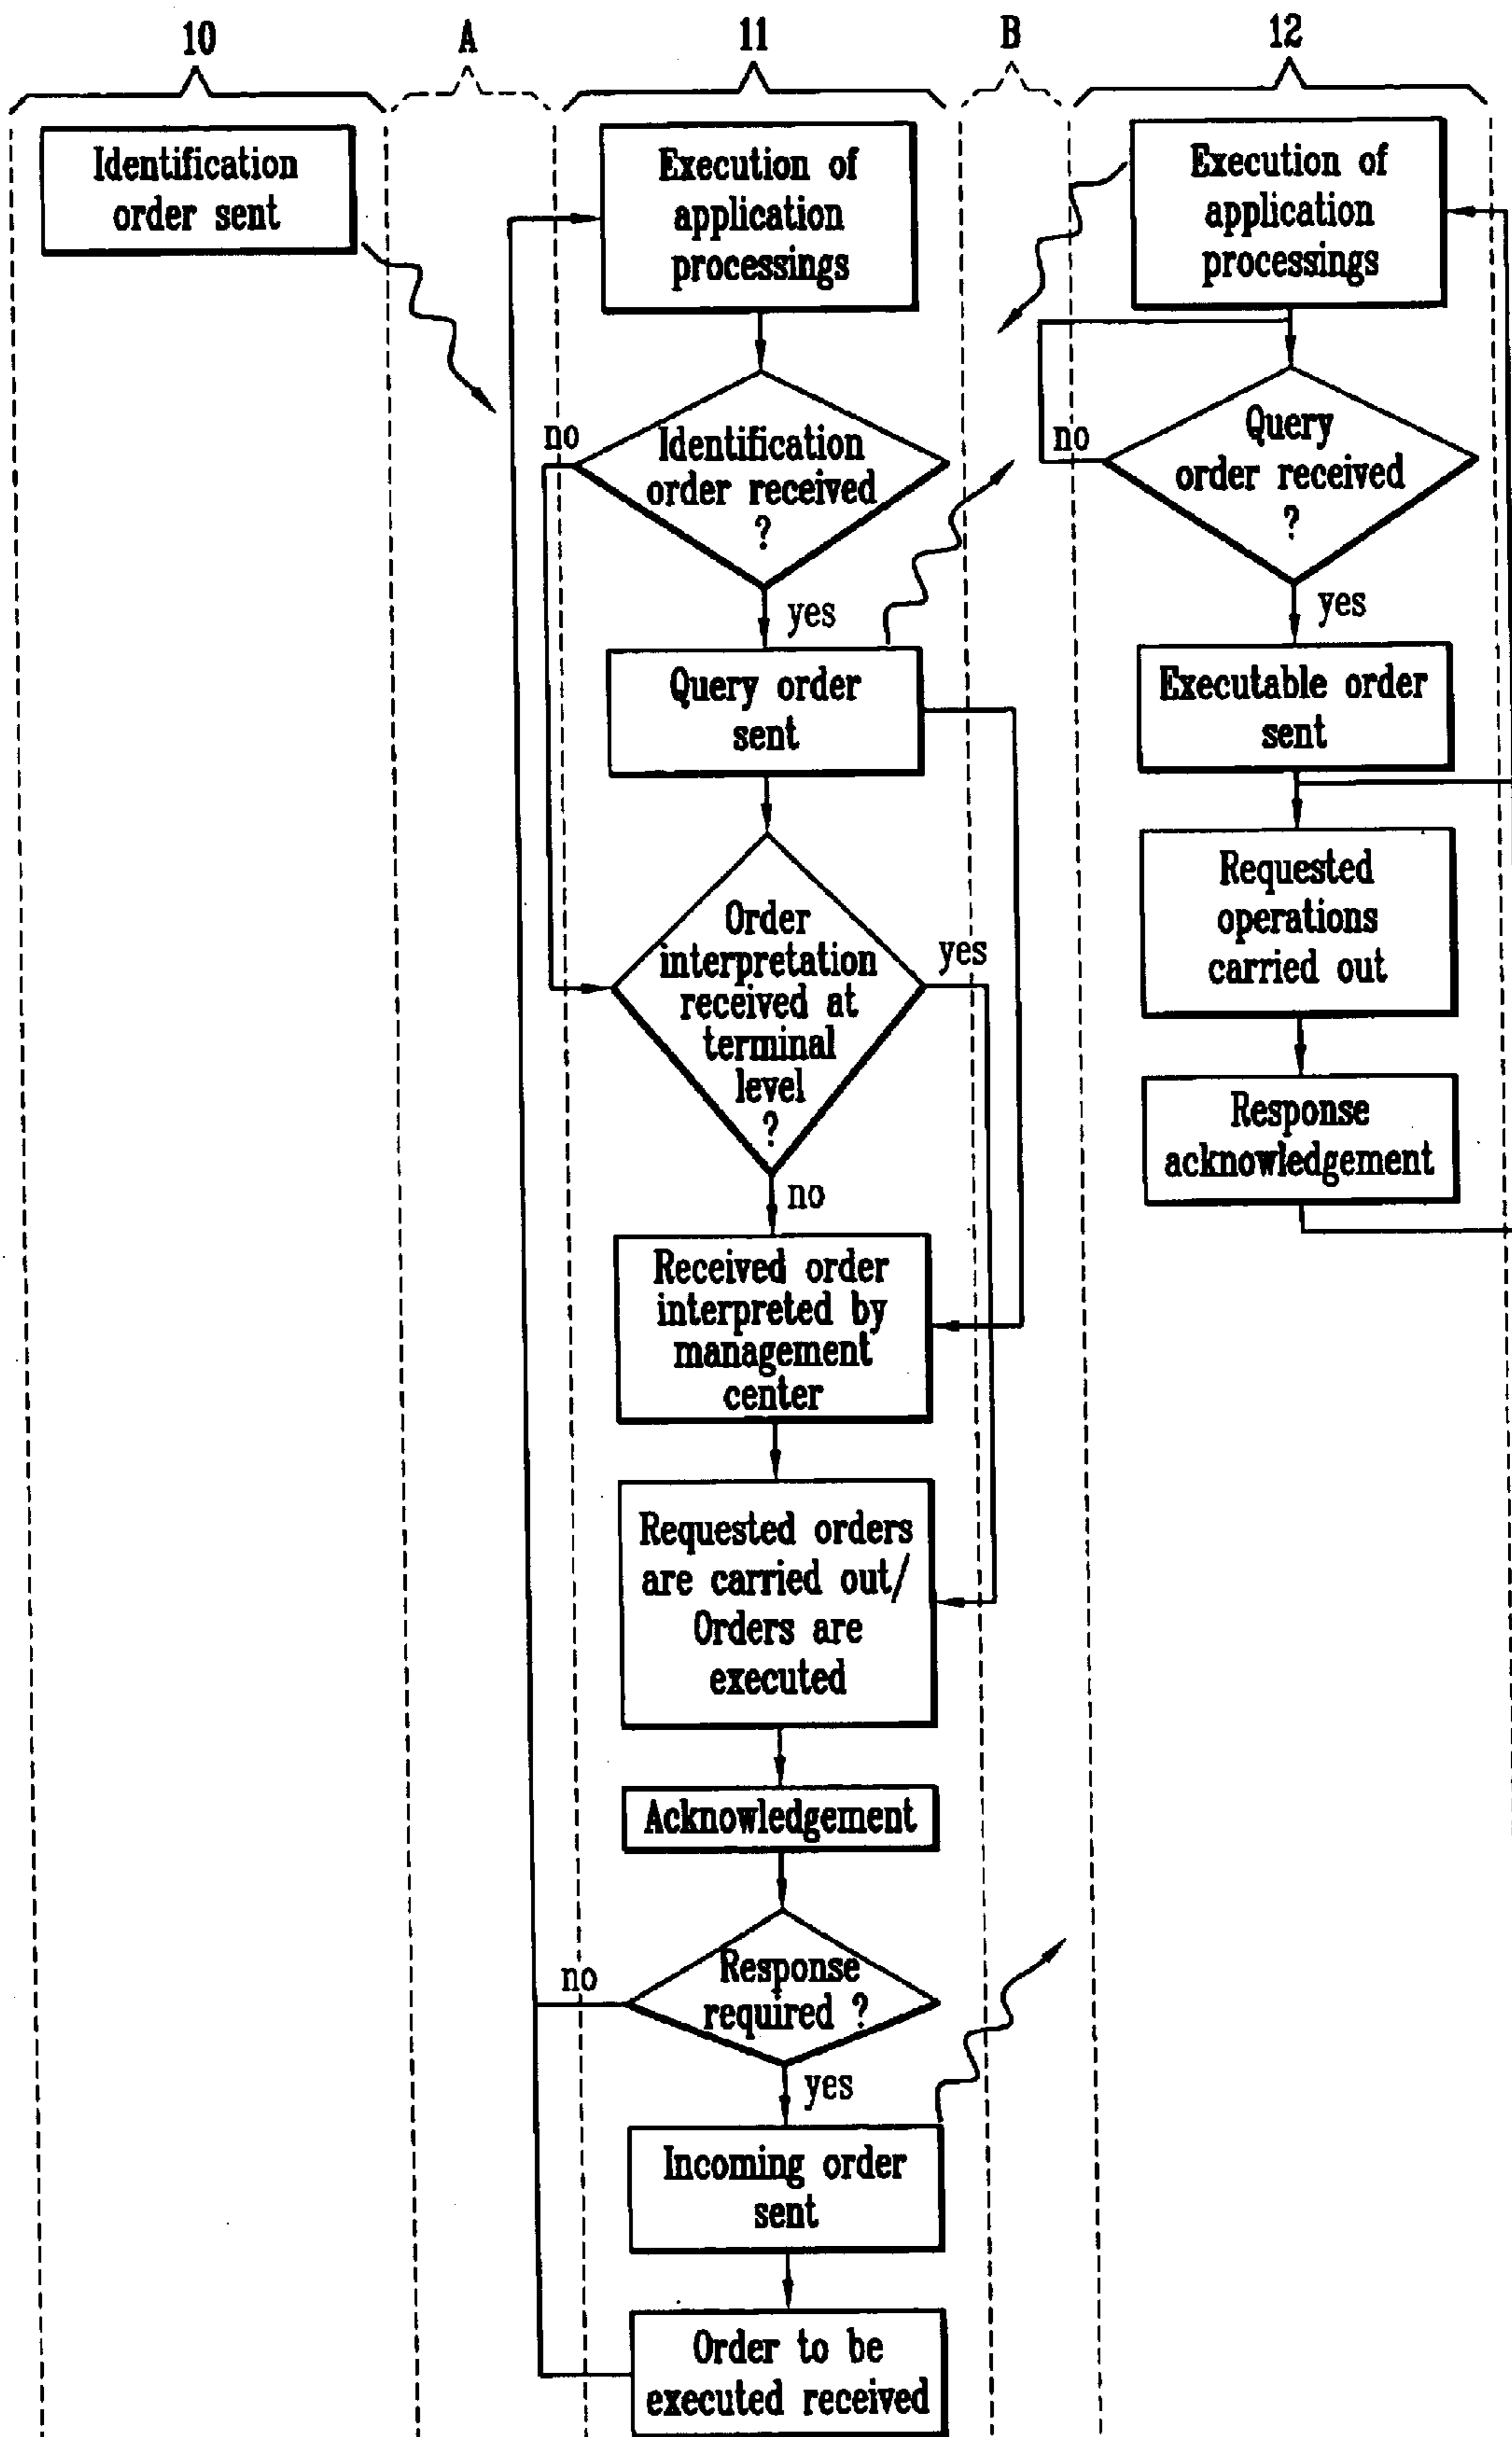 10
A
11
B
12
Identification
order sent
Execution of
application
processings
no
Identification
order received
?
yes
Query order
sent
Order
interpretation
received at
terminal
level
?
yes
no
Received order
interpreted by
management
center
Requested orders
are carried out/
Orders are
executed
Acknowledgement
no
Response
required ?
yes
Incoming order
sent
Order to be
executed received
Execution of
application
processings
no
Query
order received
?
yes
Executable order
sent
Requested
operations
carried out
Response
acknowledgement